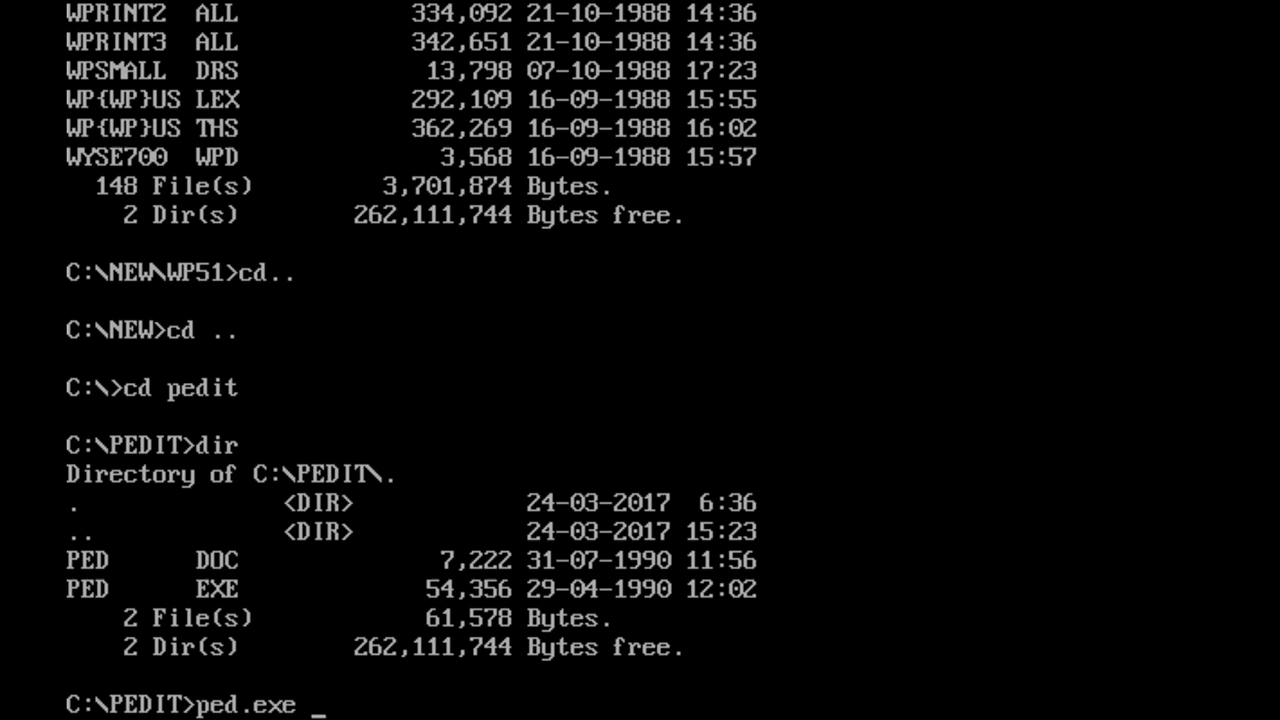 WPRINT2  ALL            334,092 21-10-1988 14:36
WPRINT3  ALL            342,651 21-10-1988 14:36
WPSMALL  DRS             13,798 07-10-1988 17:23
WP{WP}US LEX            292,109 16-09-1988 15:55
WP{WP}US THS            362,269 16-09-1988 16:02
WYSE700  WPD              3,568 16-09-1988 15:57
  148 File(s)         3,701,874 Bytes.
    2 Dir(s)        262,111,744 Bytes free.

C:\NEW\WP51>cd..

C:\NEW>cd ..

C:\>cd pedit

C:\PEDIT>dir
Directory of C:\PEDIT\.
.              <DIR>            24-03-2017  6:36
..             <DIR>            24-03-2017 15:23
PED      DOC              7,222 31-07-1990 11:56
PED      EXE             54,356 29-04-1990 12:02
    2 File(s)            61,578 Bytes.
    2 Dir(s)        262,111,744 Bytes free.

C:\PEDIT>ped.exe _